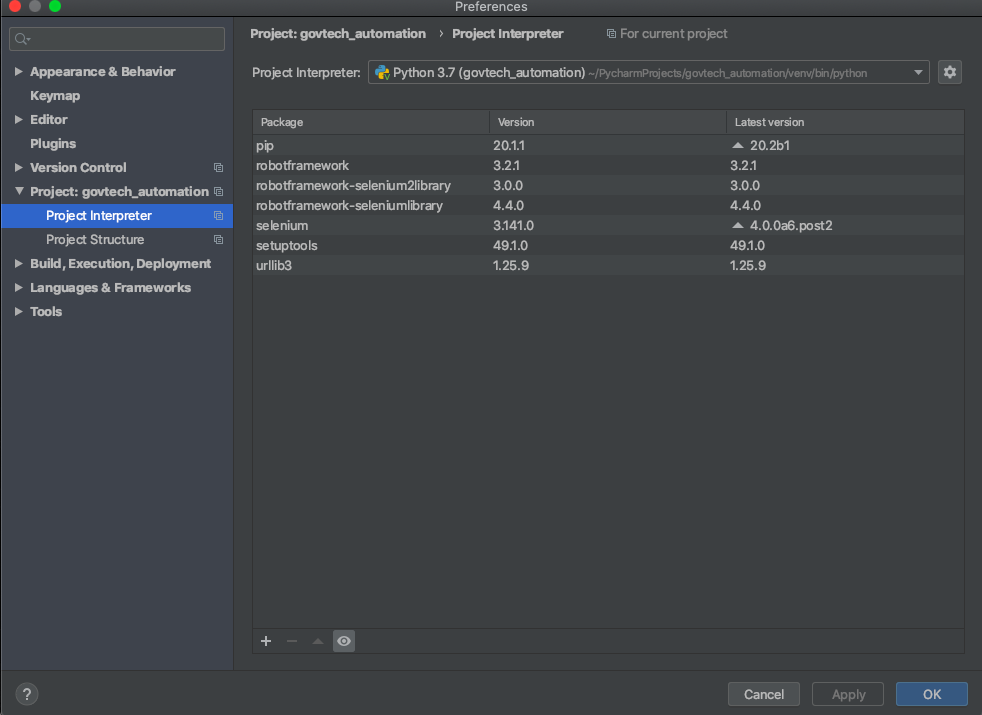 Preferences
Project: govtech_automation › Project Interpreter For current project
Appearance & Behavior
Keymap
Editor
Plugins
Version Control
Project: govtech_automation
Project Interpreter
Project Structure
Build, Execution, Deployment
Languages & Frameworks
Tools
Project Interpreter: Python 3.7 (govtech_automation) ~/PycharmProjects/govtech_automation/venv/bin/python
Package Version Latest version
pip 20.1.1 20.2b1
robotframework 3.2.1 3.2.1
robotframework-selenium2library 3.0.0 3.0.0
robotframework-seleniumlibrary 4.4.0 4.4.0
selenium 3.141.0 4.0.0a6.post2
setuptools 49.1.0 49.1.0
urllib3 1.25.9 1.25.9
? Cancel Apply OK